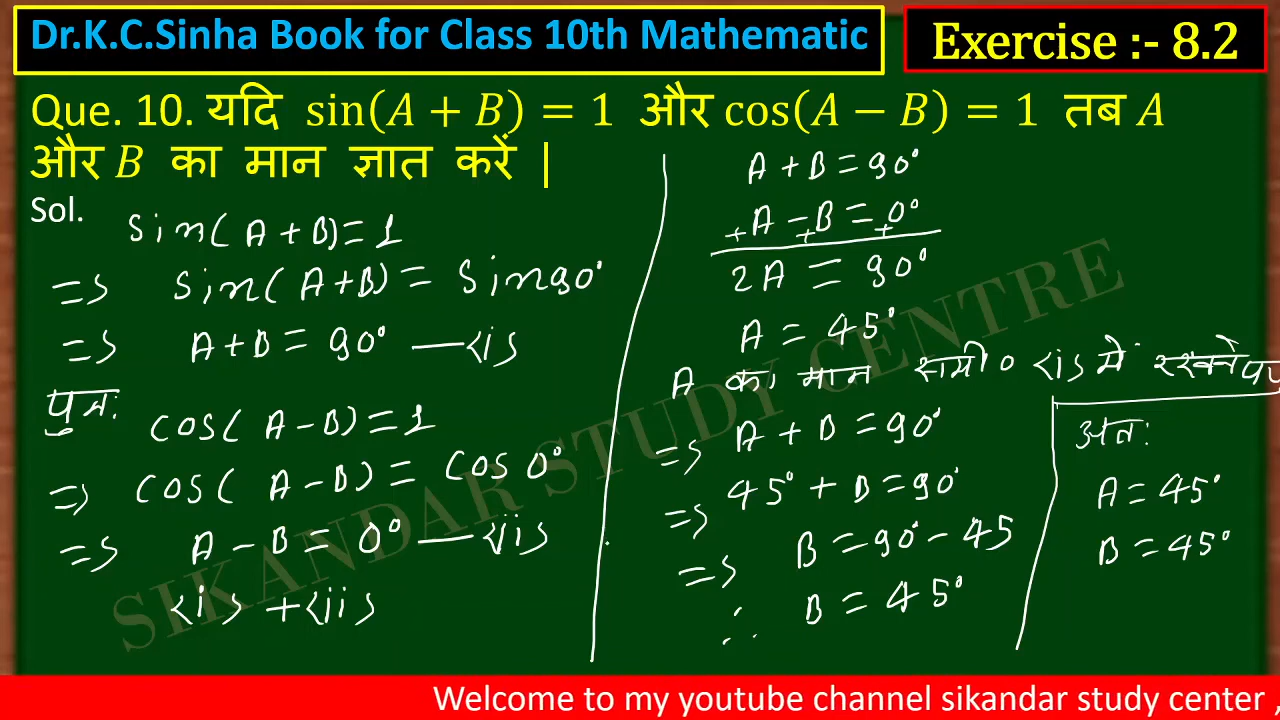 Dr.K.C.Sinha Book for Class 10th Mathematic
Exercise :- 8.2
Que. 10. यदि sin(A + B) = 1 और cos(A − B) = 1 तब A
और B का मान ज्ञात करें |
Sol.
Sin(A + B)=1
=> Sin(A+B) = Sin90°
=> A+B = 90° —<i>
पुनः
COS(A-B)=1
=> COS(A-B) = COS 0°
=> A-B = 0° —<ii>
<i> +<ii>
A+B=90°
+A-+B=+0°
2A = 90°
A = 45°
A का मान समी० <i> में रखने पर
=> A+B=90°
=> 45°+B=90°
=> B=90°-45
∴ B=45°
अतः
A=45°
B=45°
SIKANDAR STUDY CENTRE
Welcome to my youtube channel sikandar study center ,